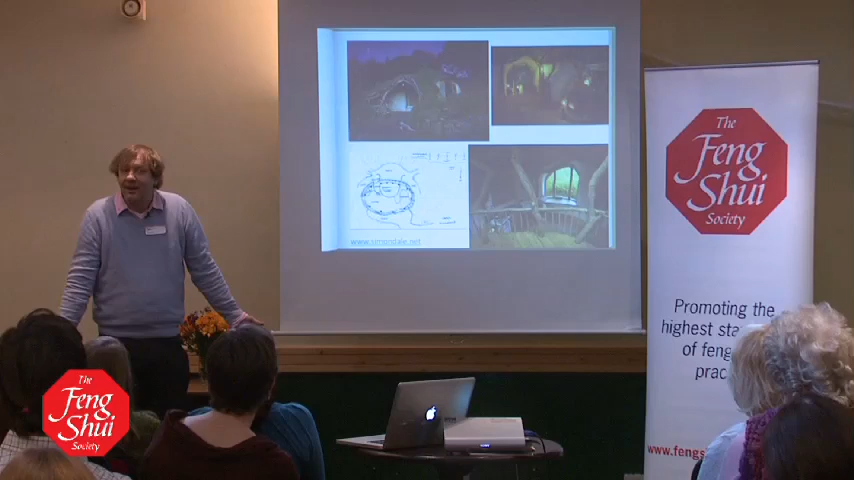 www.simondale.net
The
Feng
Shui
Society
Promoting the
highest sta
of feng
prac
www.fengs
The
Feng
Shui
Society